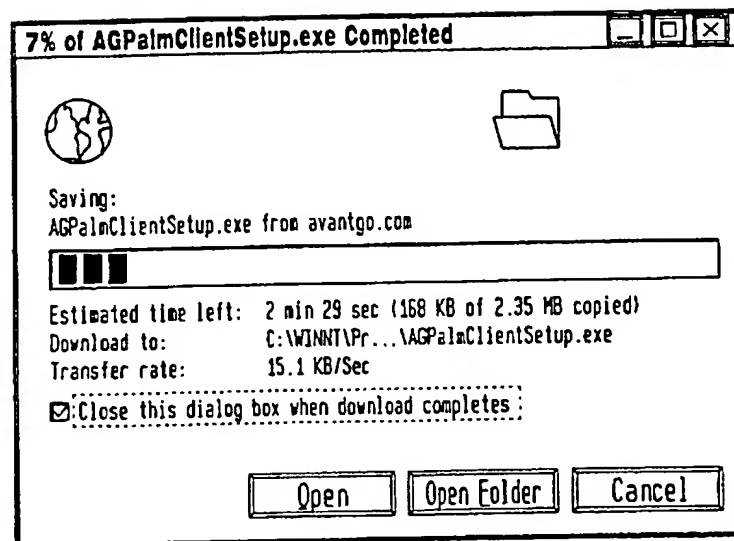 7% of AGPalmClientSetup.exe Completed
Saving:
AGPalmClientSetup.exe from avantgo.com
Estimated time left: 2 min 29 sec (168 KB of 2.35 MB copied)
Download to: C:\WINNT\Pr...\AGPalmClientSetup.exe
Transfer rate: 15.1 KB/Sec
Close this dialog box when download completes
Open Open Folder Cancel